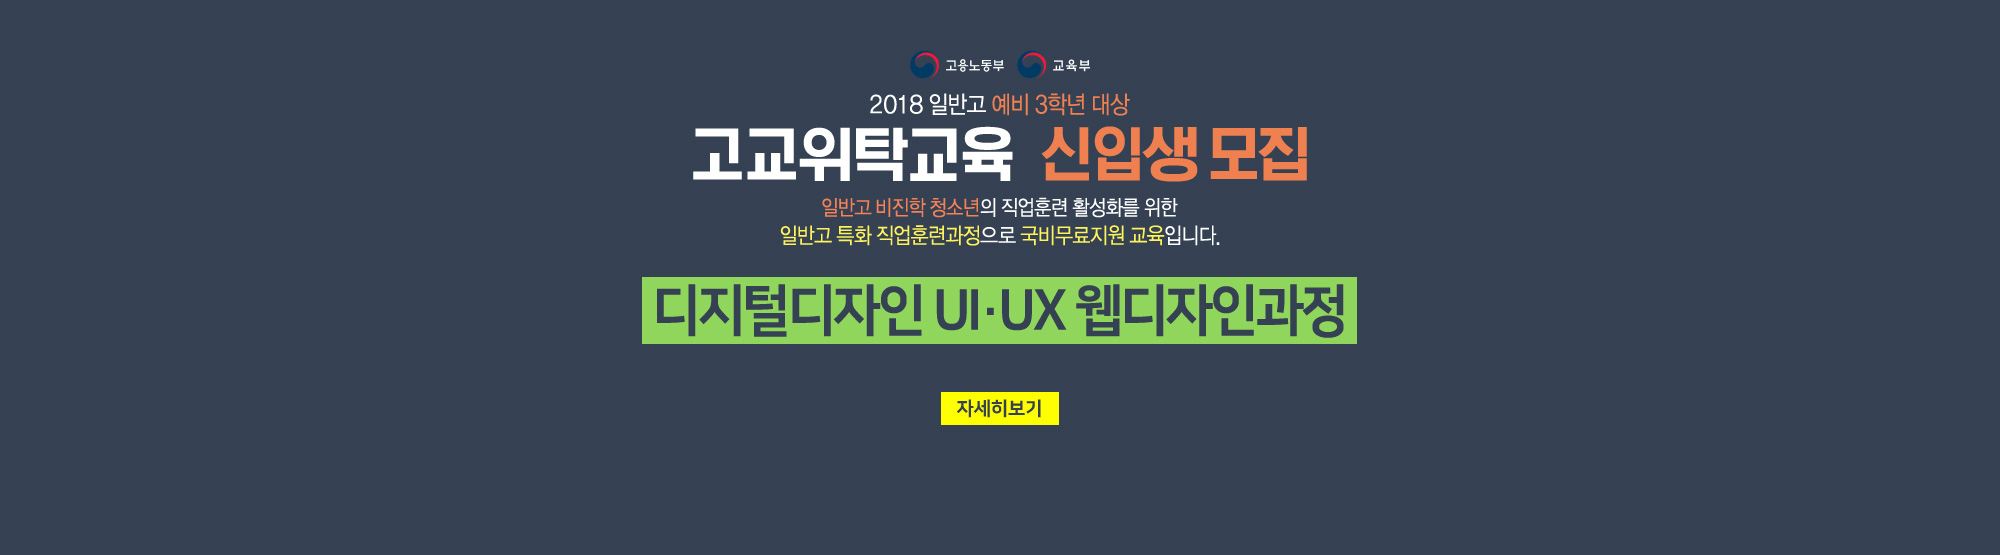 고용노동부 교육부
2018 일반고 예비 3학년 대상
고교위탁교육 신입생 모집
일반고 비진학 청소년의 직업훈련 활성화를 위한
일반고 특화 직업훈련과정으로 국비무료지원 교육입니다.
디지털디자인 UI·UX 웹디자인과정
자세히보기